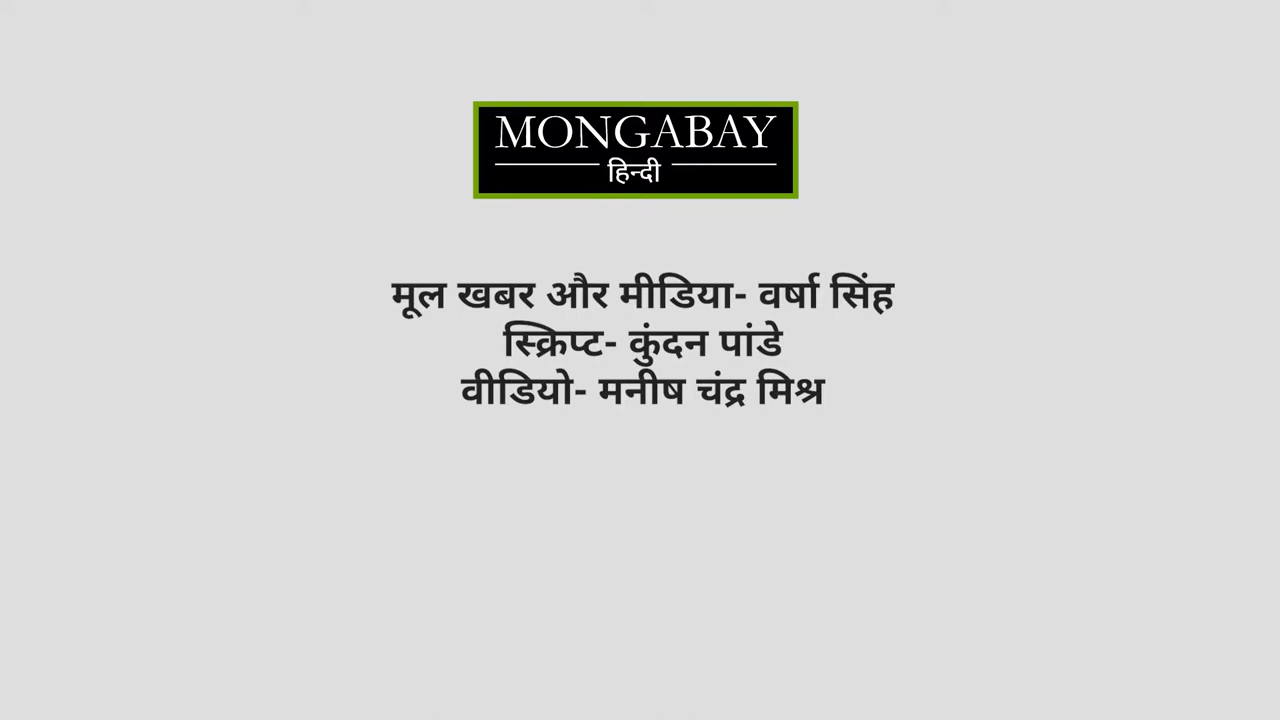 MONGABAY
हिन्दी
मूल खबर और मीडिया- वर्षा सिंह
स्क्रिप्ट- कुंदन पांडे
वीडियो- मनीष चंद्र मिश्र